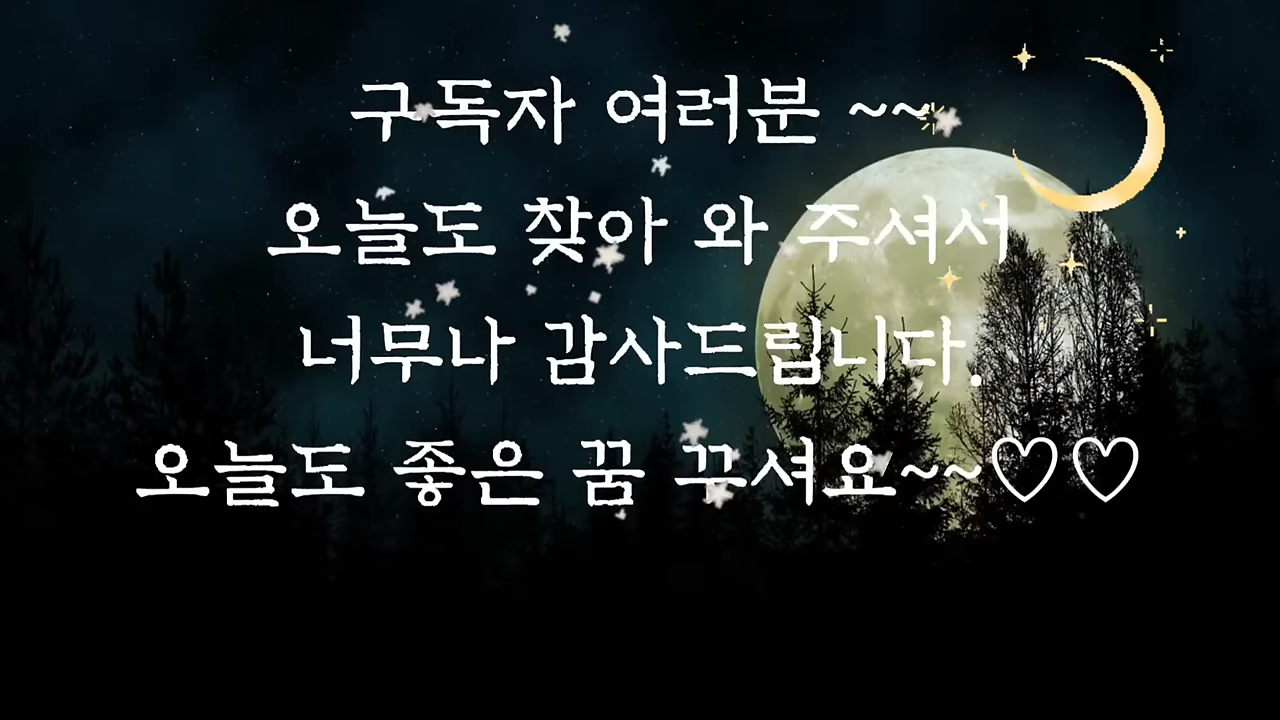 구독자 여러분 ~~
오늘도 찾아 와 주셔서
너무나 감사드립니다.
오늘도 좋은 꿈 꾸셔요~~♡♡